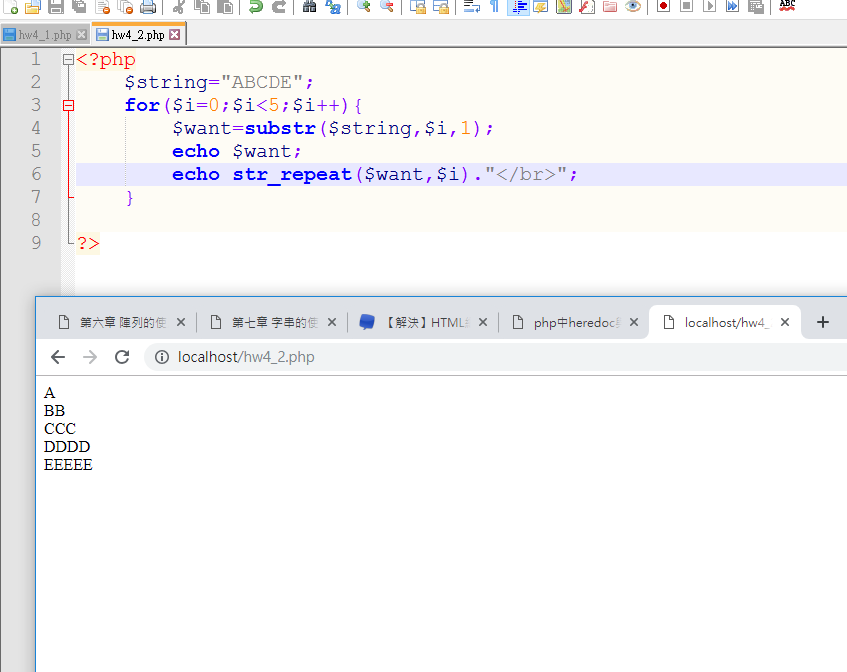 ABC
hw4_1.php hw4_2.php
1 <?php
2 $string="ABCDE";
3 for($i=0;$i<5;$i++){
4 $want=substr($string,$i,1);
5 echo $want;
6 echo str_repeat($want,$i)."</br>";
7 }
8
9 ?>
第六章 陣列的使 第七章 字串的使 【解決】HTML php中heredoc localhost/hw4_
localhost/hw4_2.php
A
BB
CCC
DDDD
EEEEE